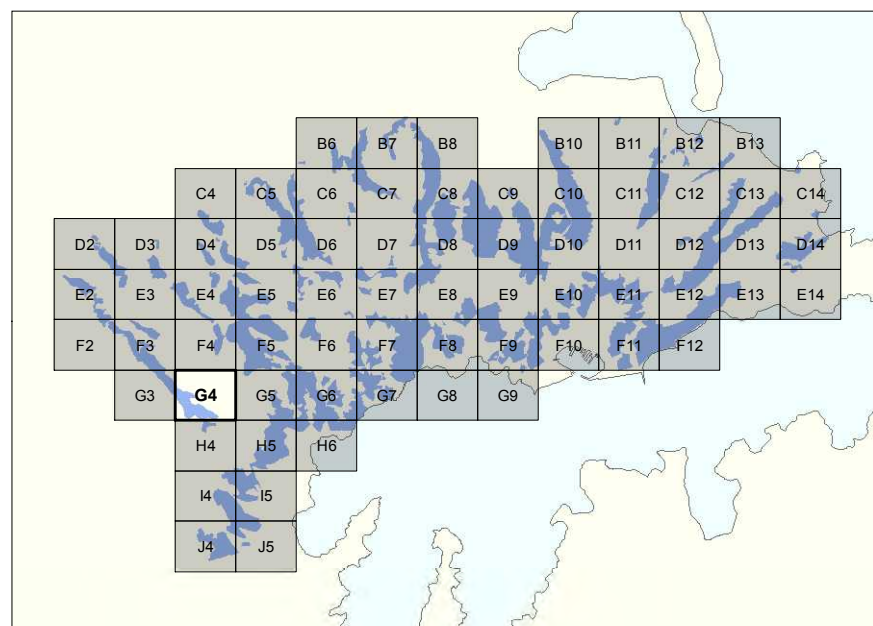 B6 B7 B8 B10 B11 B12 B13
C4 C5 C6 C7 C8 C9 C10 C11 C12 C13 C14
D2 D3 D4 D5 D6 D7 D8 D9 D10 D11 D12 D13 D14
E2 E3 E4 E5 E6 E7 E8 E9 E10 E11 E12 E13 E14
F2 F3 F4 F5 F6 F7 F8 F9 F10 F11 F12
G3 G4 G5 G6 G7 G8 G9
H4 H5 H6
I4 I5
J4 J5